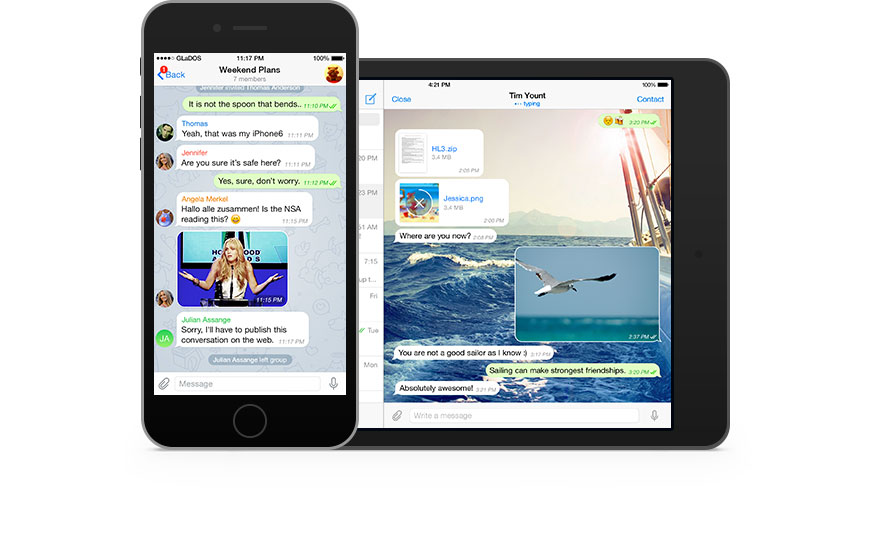 GLaDOS 11:17 PM 100%
1
Back
Weekend Plans
7 members
Jennifer invited Thomas Anderson
It is not the spoon that bends.. 11:10 PM
Thomas
Yeah, that was my iPhone6 11:11 PM
Jennifer
Are you sure it's safe here? 11:11 PM
Yes, sure, don't worry. 11:12 PM
Angela Merkel
Hallo alle zusammen! Is the NSA
reading this? 11:15 PM
11:15 PM
JA
Julian Assange
Sorry, I'll have to publish this
conversation on the web. 11:17 PM
Julian Assange left group
Message
4:21 PM 100%
Close
Tim Yount
typing
Contact
3:20 PM
HL3.zip
3.4 MB
2:05 PM
Jessica.png
3.4 MB
2:00 PM
Where are you now? 2:08 PM
2:37 PM
You are not a good sailor as I know :) 3:17 PM
Sailing can make strongest friendships. 3:20 PM
Absolutely awesome! 3:21 PM
Write a message
20 PM
23 PM
51 AM
7:15
up t...
Fri
Tue
Mon